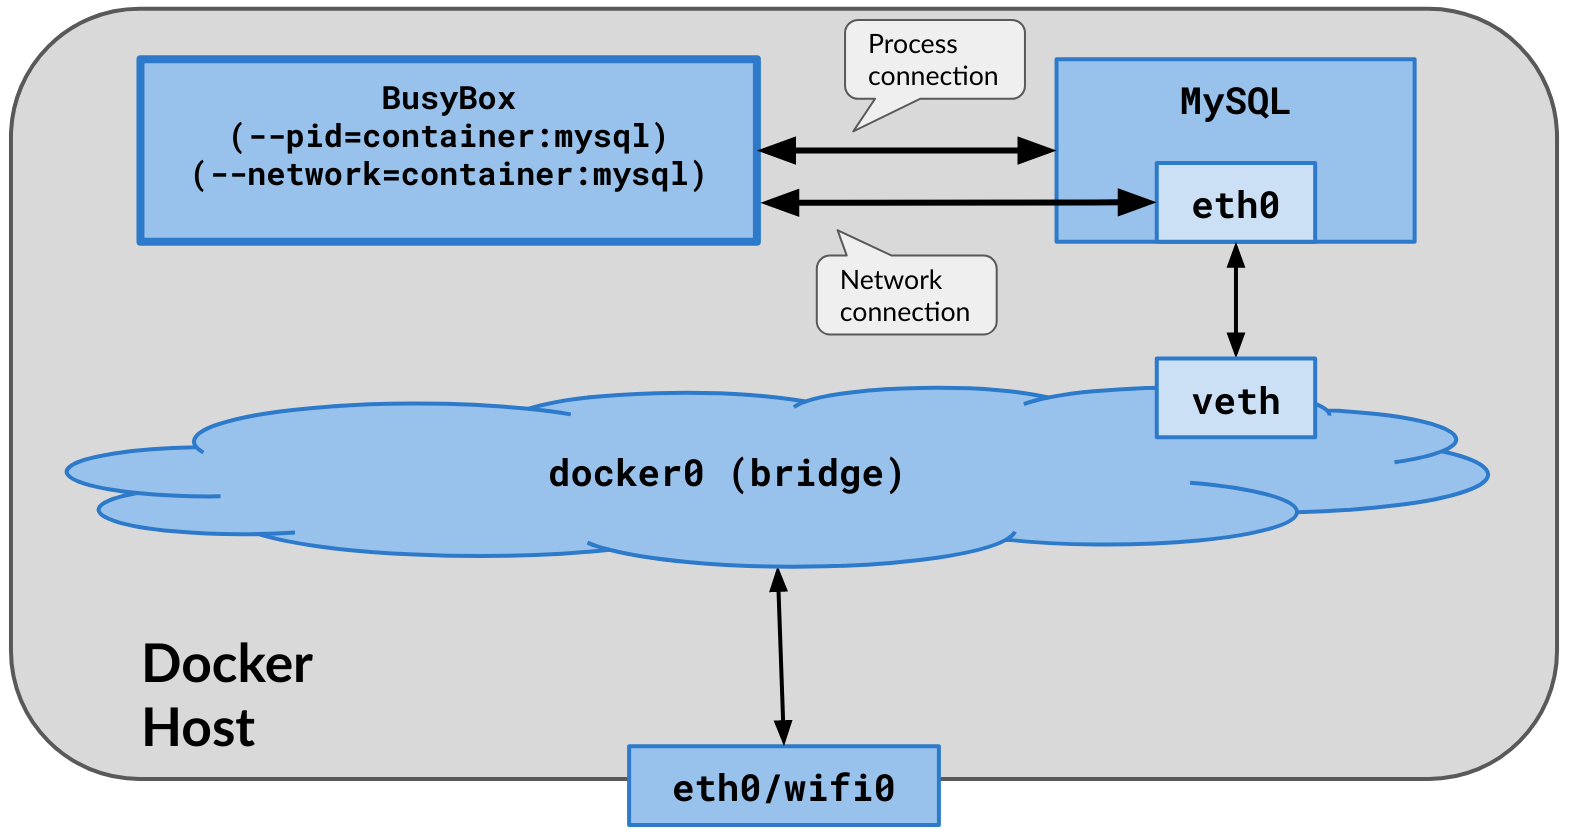 Process
connection
BusyBox
(--pid=container:mysql)
(--network=container:mysql)
MySQL
eth0
Network
connection
veth
docker0 (bridge)
Docker
Host
eth0/wifi0